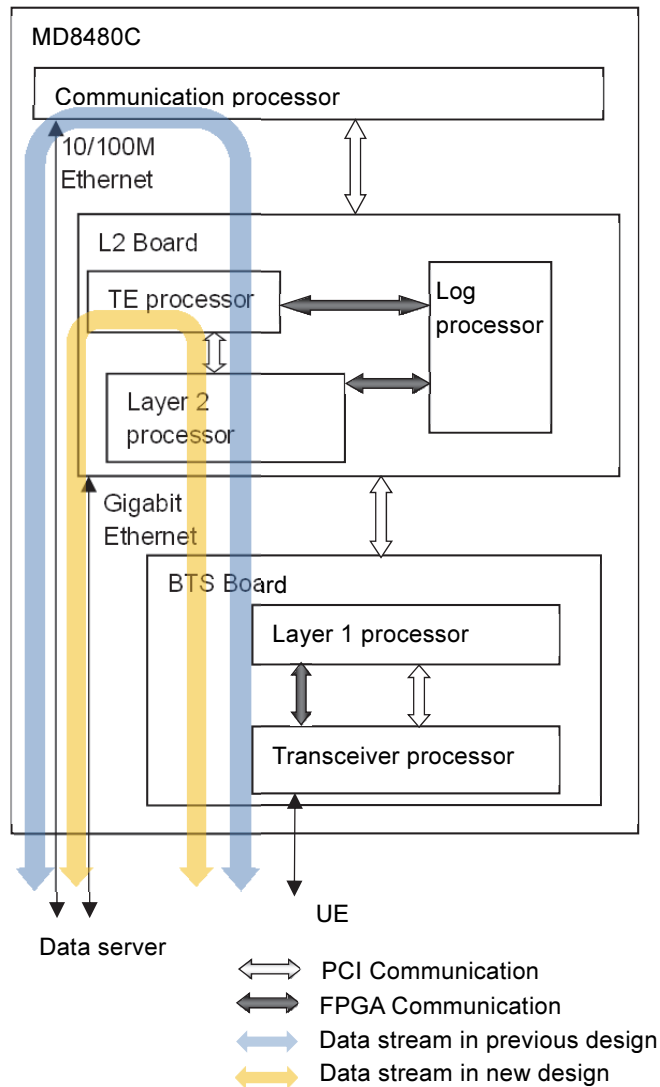 MD8480C
Communication processor
10/100M
Ethernet
L2 Board
TE processor
Log
processor
Layer 2
processor
Gigabit
Ethernet
BTS Board
Layer 1 processor
Transceiver processor
UE
Data server
PCI Communication
FPGA Communication
Data stream in previous design
Data stream in new design